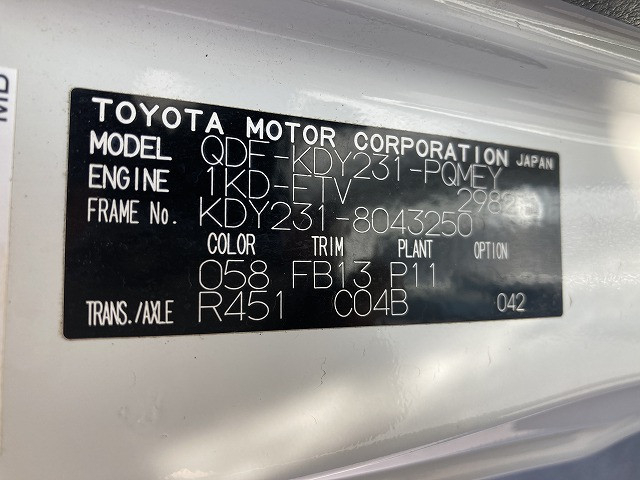 TOYOTA MOTOR CORPORATION JAPAN
MODEL QDF-KDY231-PQMEY
ENGINE 1KD-FTV
FRAME No. KDY231-8043250
COLOR TRIM PLANT OPTION
058 FB13 P11
TRANS./AXLE R451 C04B 042